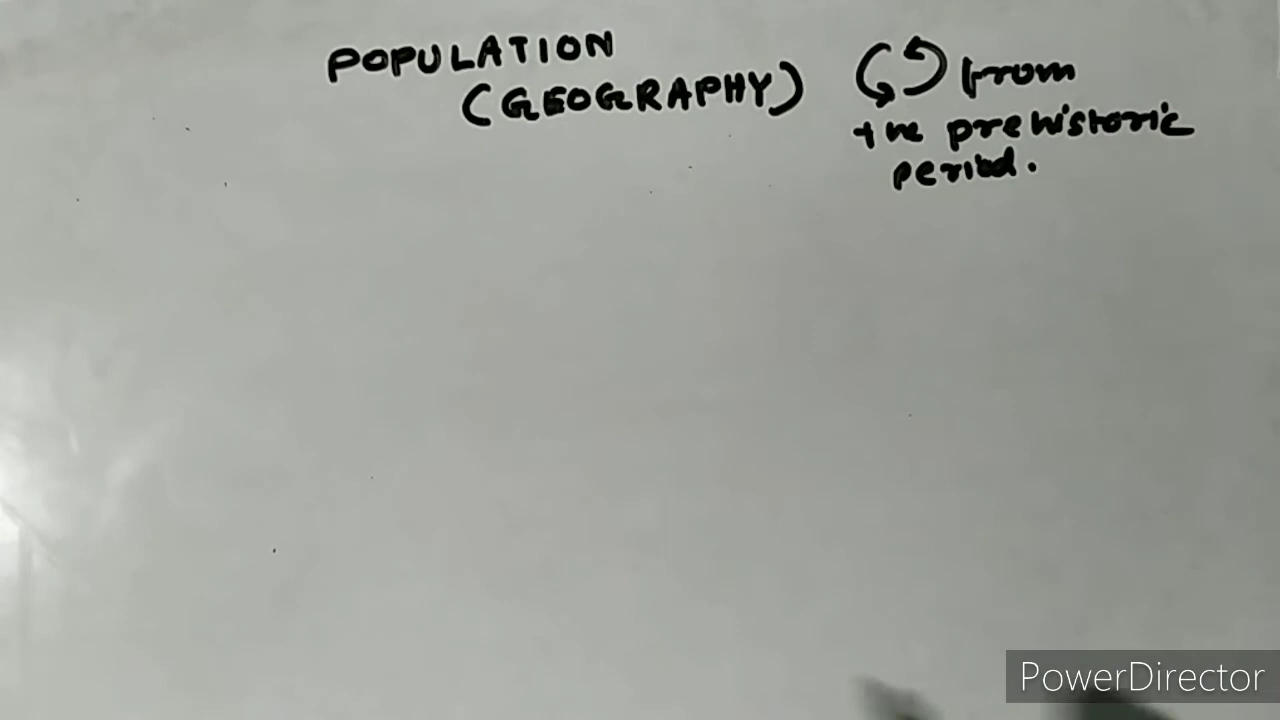 POPULATION
(GEOGRAPHY)
from
the prehistoric
period.
PowerDirector